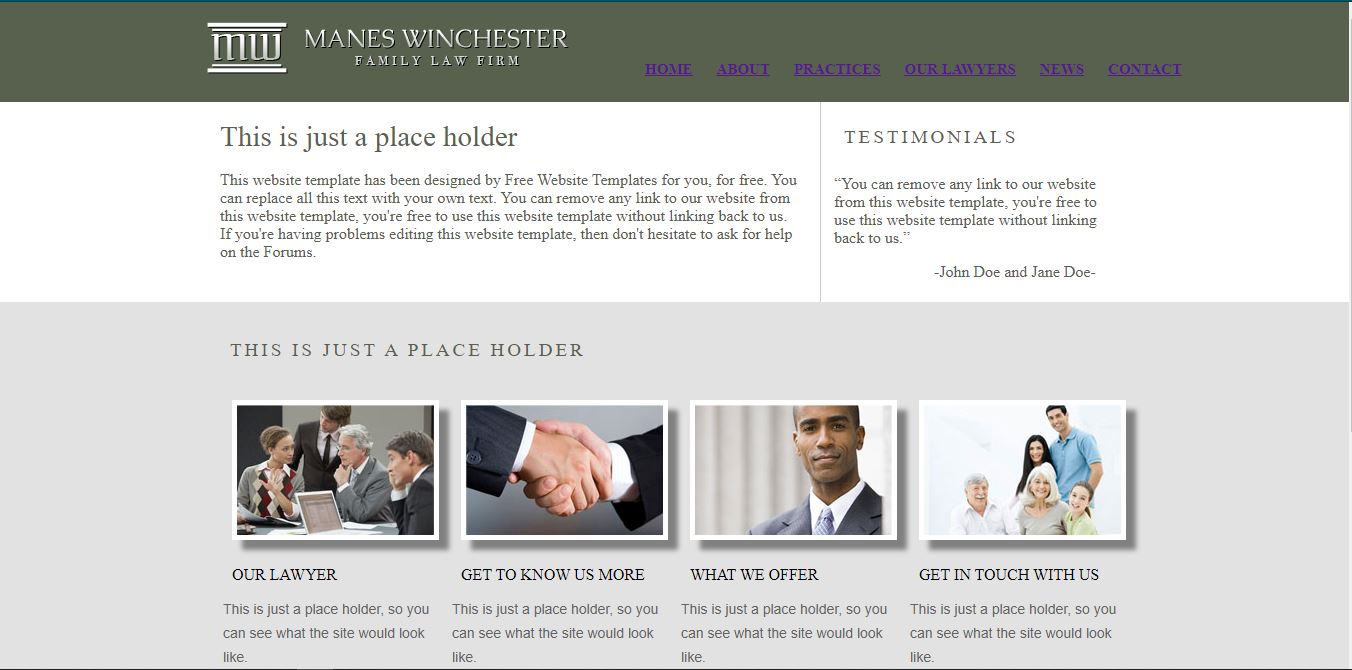 MW MANES WINCHESTER
FAMILY LAW FIRM
HOME ABOUT PRACTICES OUR LAWYERS NEWS CONTACT
This is just a place holder
This website template has been designed by Free Website Templates for you, for free. You
can replace all this text with your own text. You can remove any link to our website from
this website template, you're free to use this website template without linking back to us.
If you're having problems editing this website template, then don't hesitate to ask for help
on the Forums.
TESTIMONIALS
“You can remove any link to our website
from this website template, you're free to
use this website template without linking
back to us.”
-John Doe and Jane Doe-
THIS IS JUST A PLACE HOLDER
OUR LAWYER
This is just a place holder, so you
can see what the site would look
like.
GET TO KNOW US MORE
This is just a place holder, so you
can see what the site would look
like.
WHAT WE OFFER
This is just a place holder, so you
can see what the site would look
like.
GET IN TOUCH WITH US
This is just a place holder, so you
can see what the site would look
like.